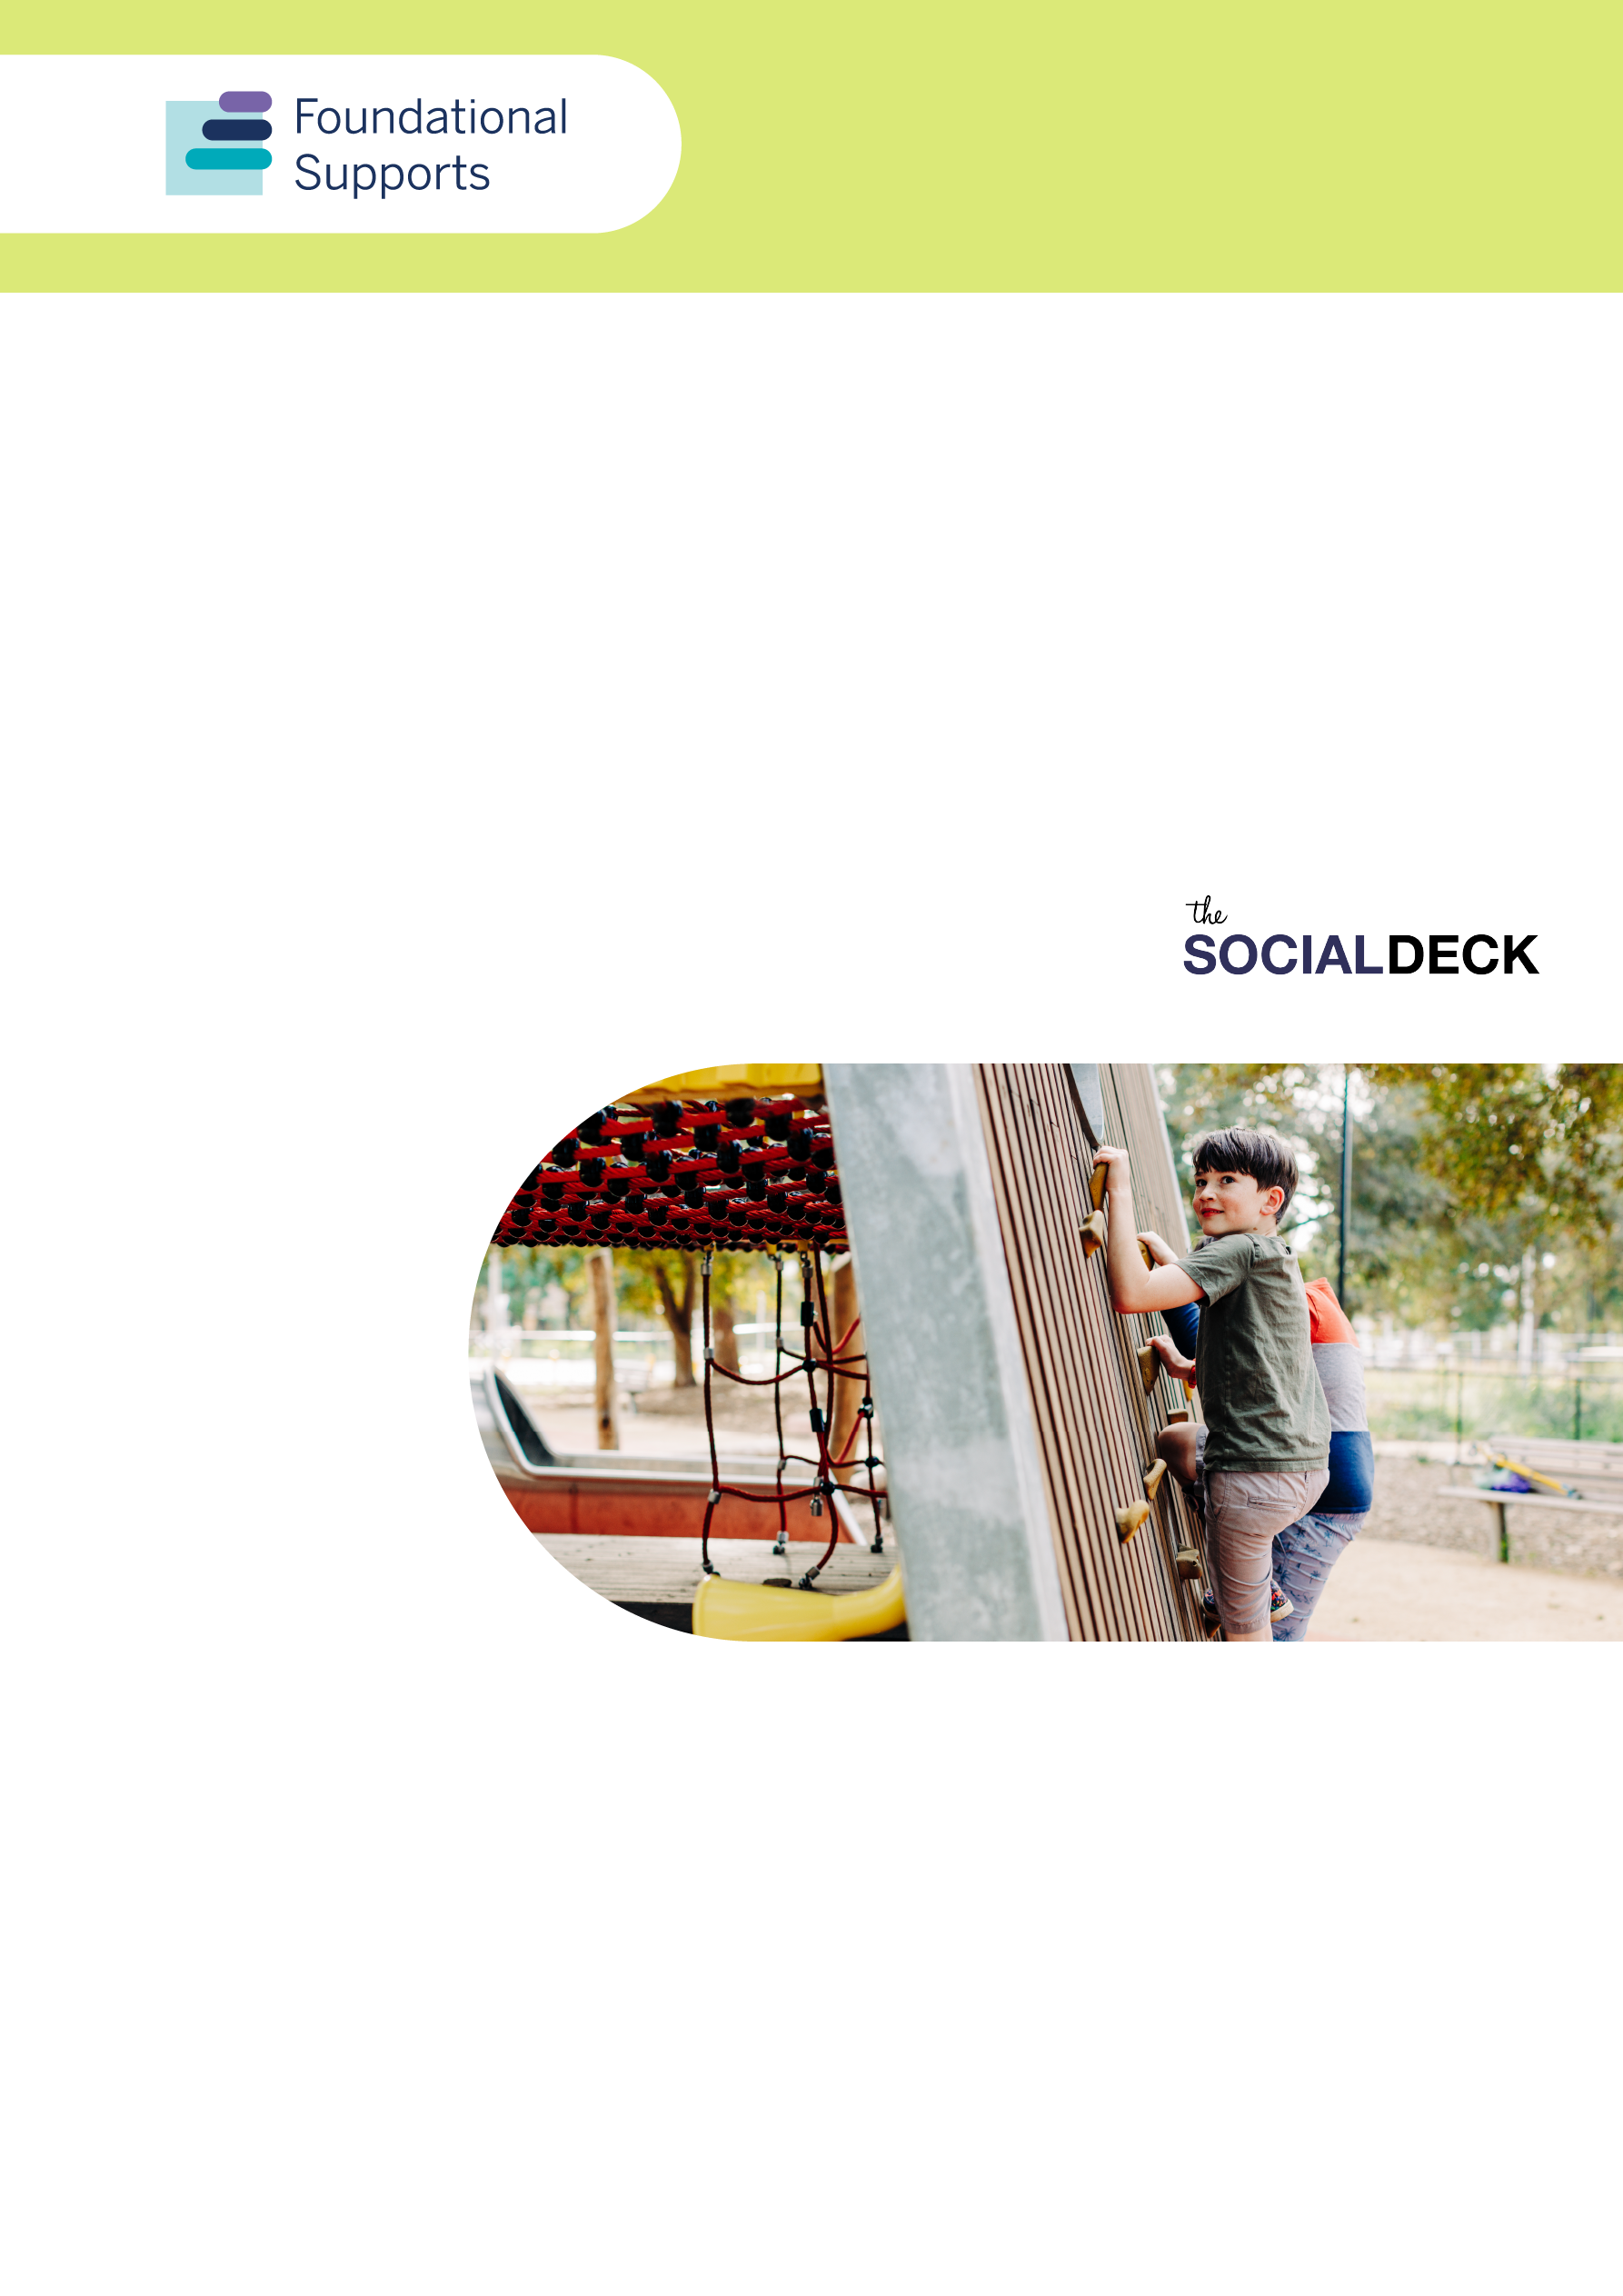 Foundational
Supports
the
SOCIALDECK